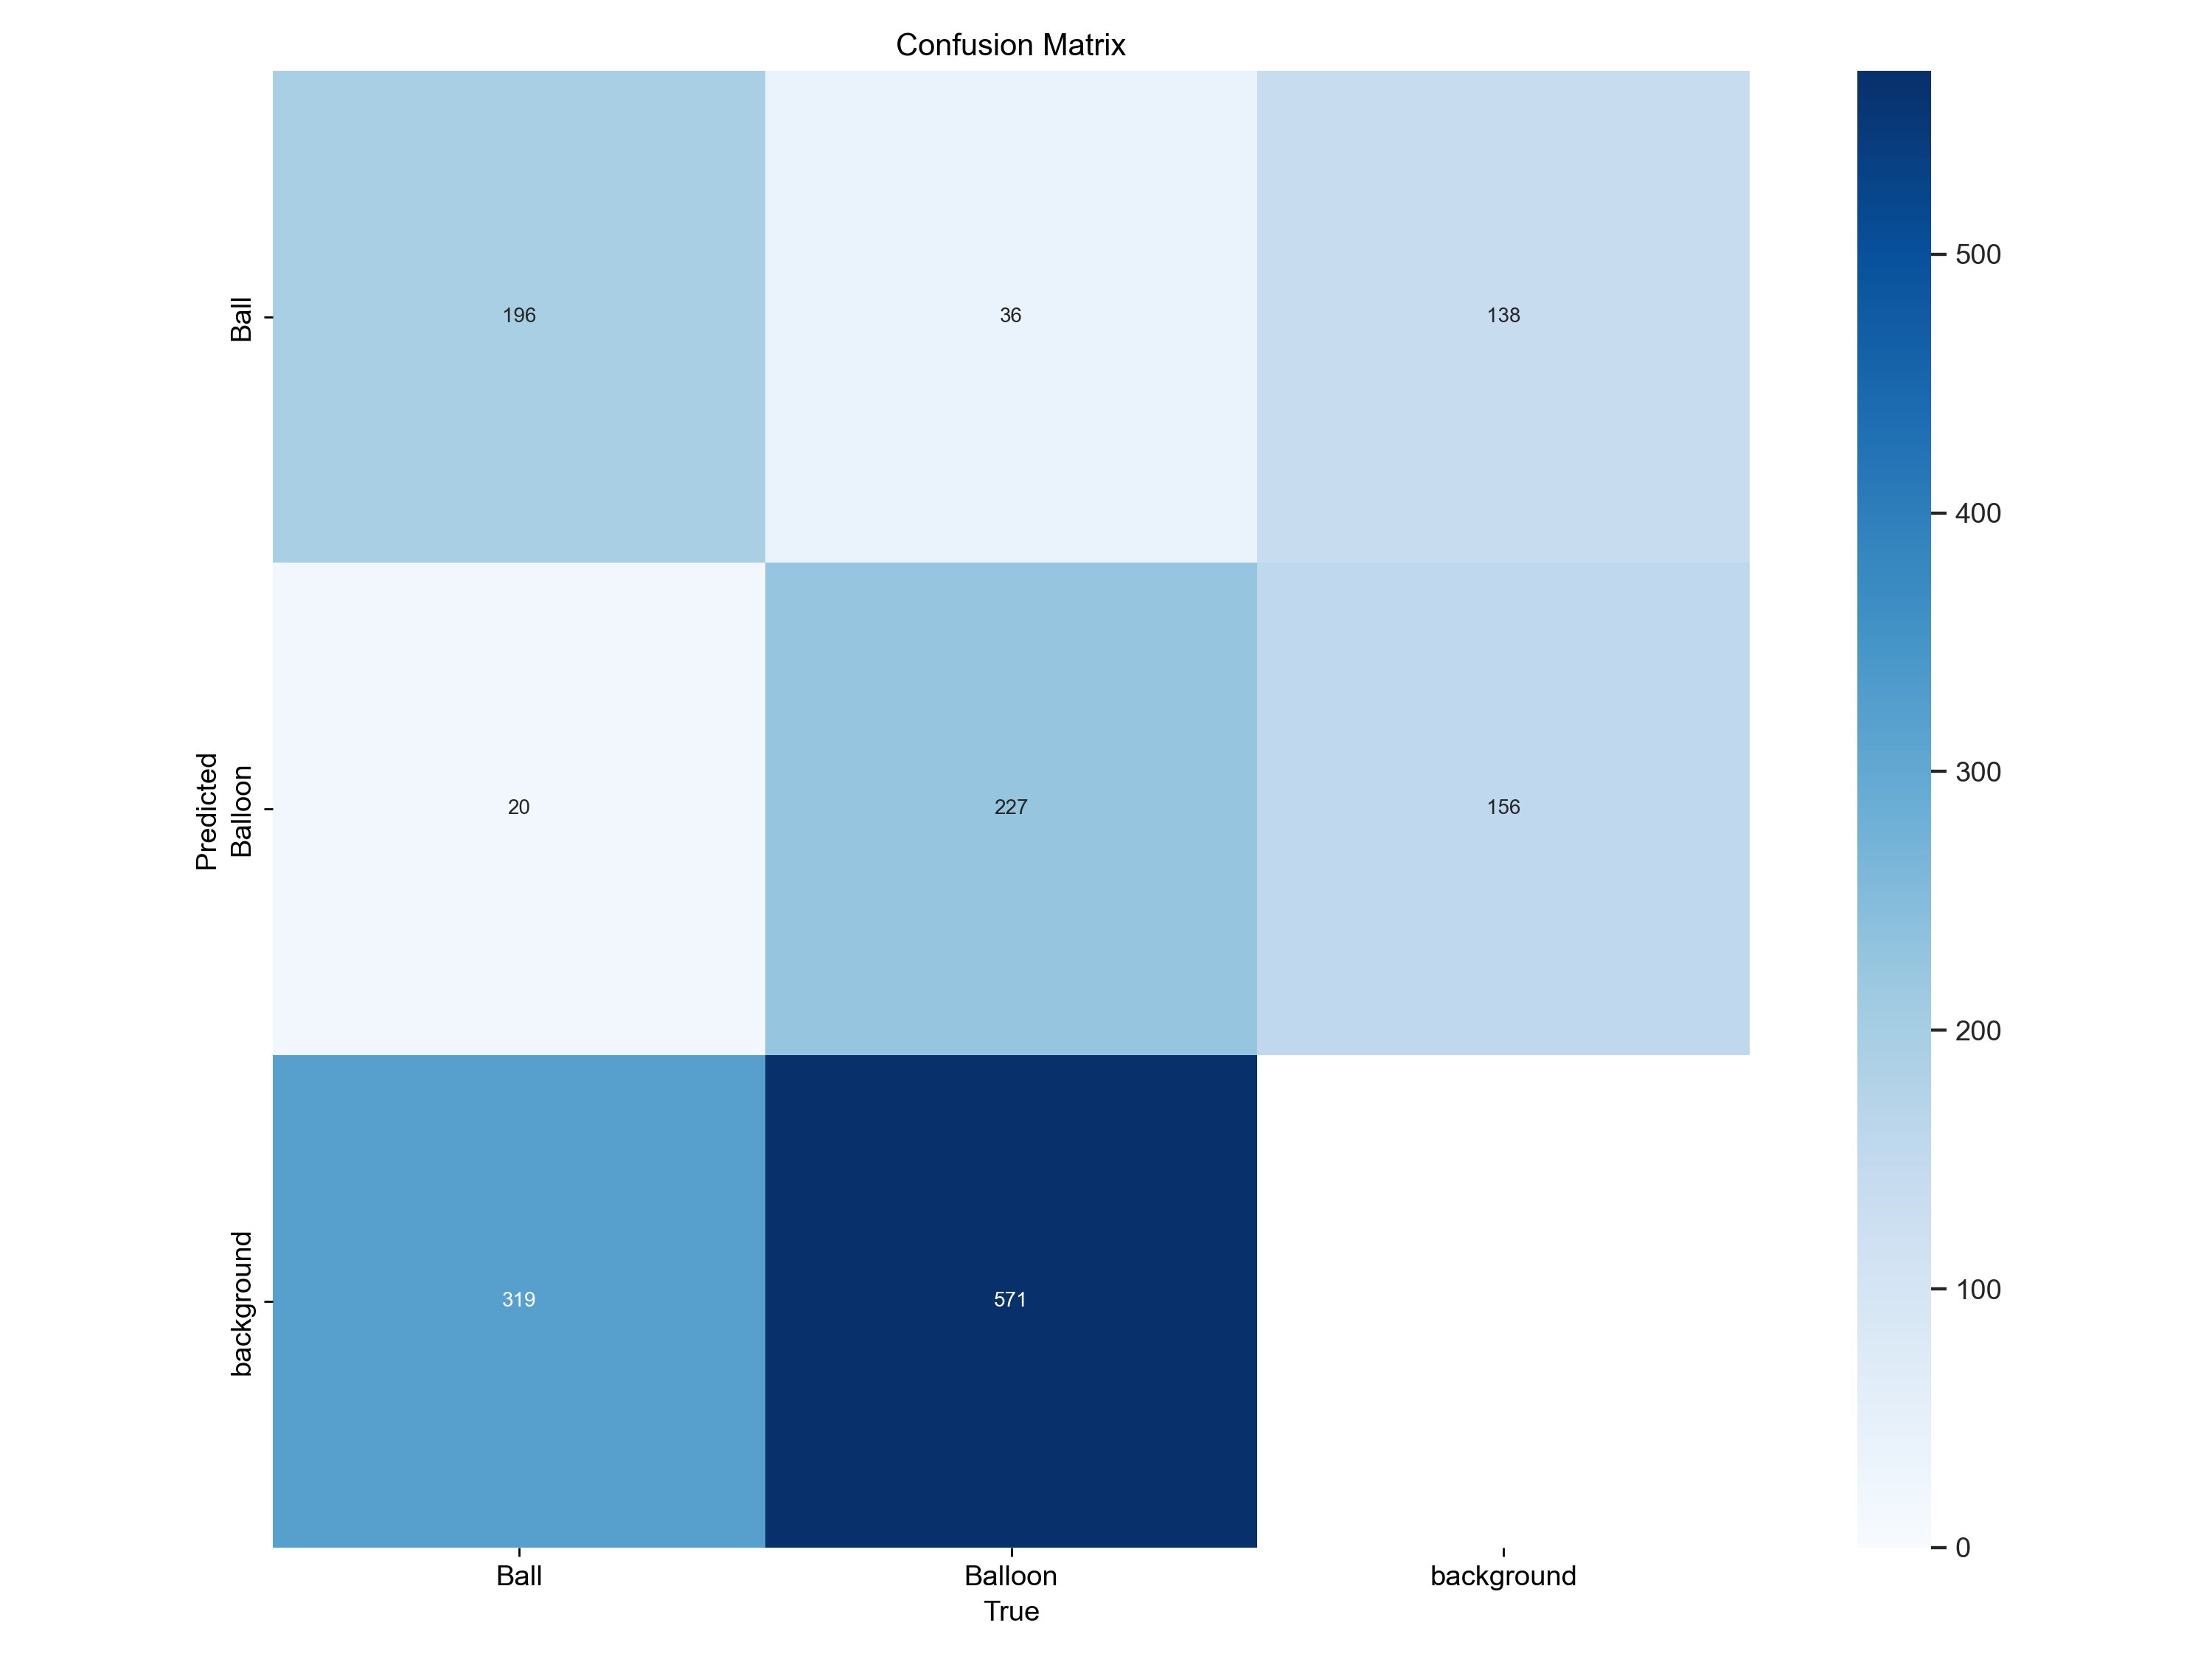 Confusion Matrix
Ball
196
36
138
500
400
300
Predicted
Balloon
20
227
156
200
background
319
571
100
0
Ball
Balloon
background
True